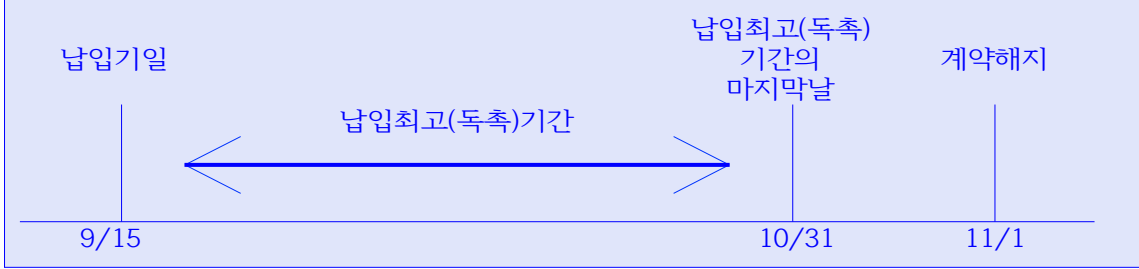 납입기일
납입최고(독촉)기간
납입최고(독촉)
기간의
마지막날
계약해지
9/15
10/31
11/1